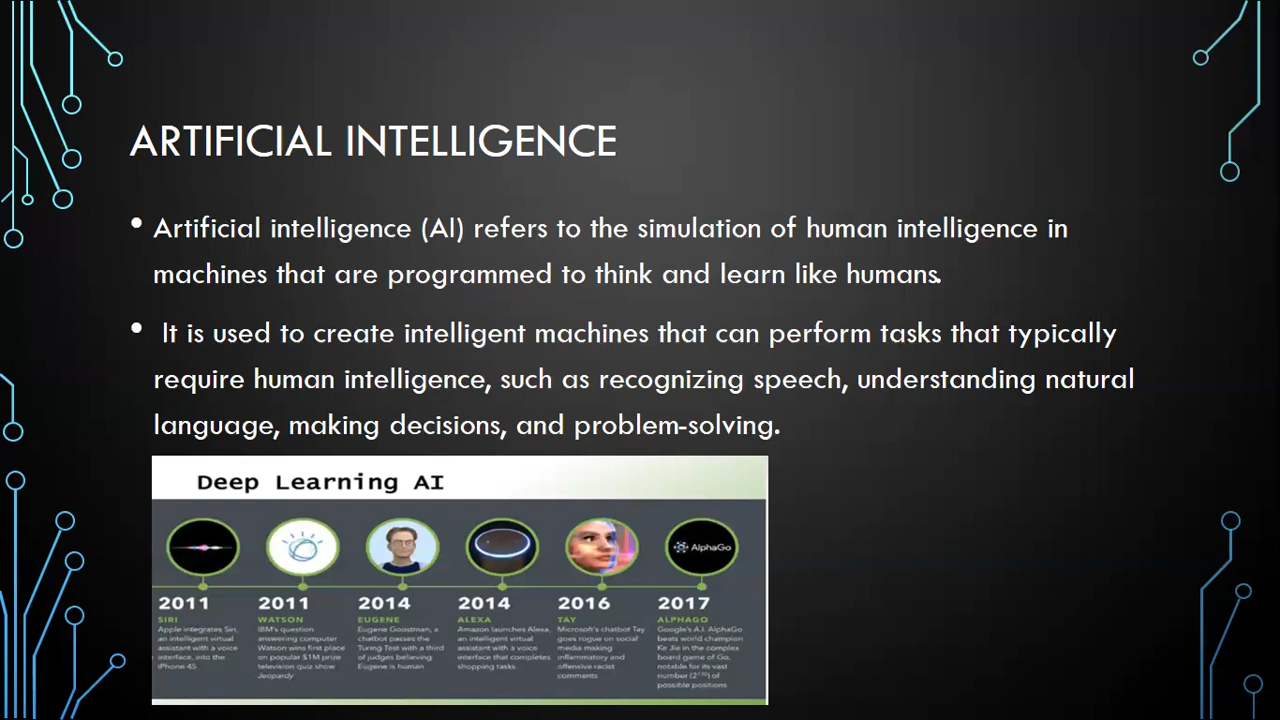 ARTIFICIAL INTELLIGENCE
• Artificial intelligence (AI) refers to the simulation of human intelligence in
machines that are programmed to think and learn like humans.
• It is used to create intelligent machines that can perform tasks that typically
require human intelligence, such as recognizing speech, understanding natural
language, making decisions, and problem-solving.
Deep Learning AI
AlphaGo
2011
SIRI
Apple integrates Siri,
an intelligent virtual
assistant with a voice
interface, into the
iPhone 4S
2011
WATSON
IBM's question
answering computer
Watson wins first place
on popular $1M prize
television quiz show
Jeopardy
2014
EUGENE
Eugene Goostman, a
chatbot passes the
Turing Test with a third
of judges believing
Eugene is human
2014
ALEXA
Amazon launches Alexa,
an intelligent virtual
assistant with a voice
interface that completes
shopping tasks
2016
TAY
Microsoft's chatbot Tay
goes rogue on social
media making
inflammatory and
offensive racist
comments
2017
ALPHAGO
Google's A.I. AlphaGo
beats world champion
Ke Jie in the complex
board game of Go,
notable for its vast
number (2¹⁷⁰) of
possible positions